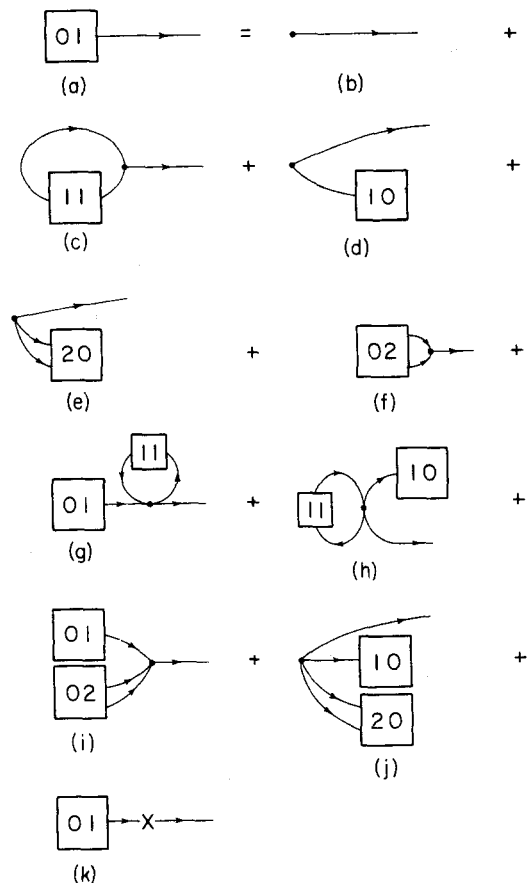 01 = +
(a) (b)
11 + 10 +
(c) (d)
20 + 02 +
(e) (f)
11
01 + 11 10 +
(g) (h)
01 + 10 +
02 20
(i) (j)
01 X
(k)